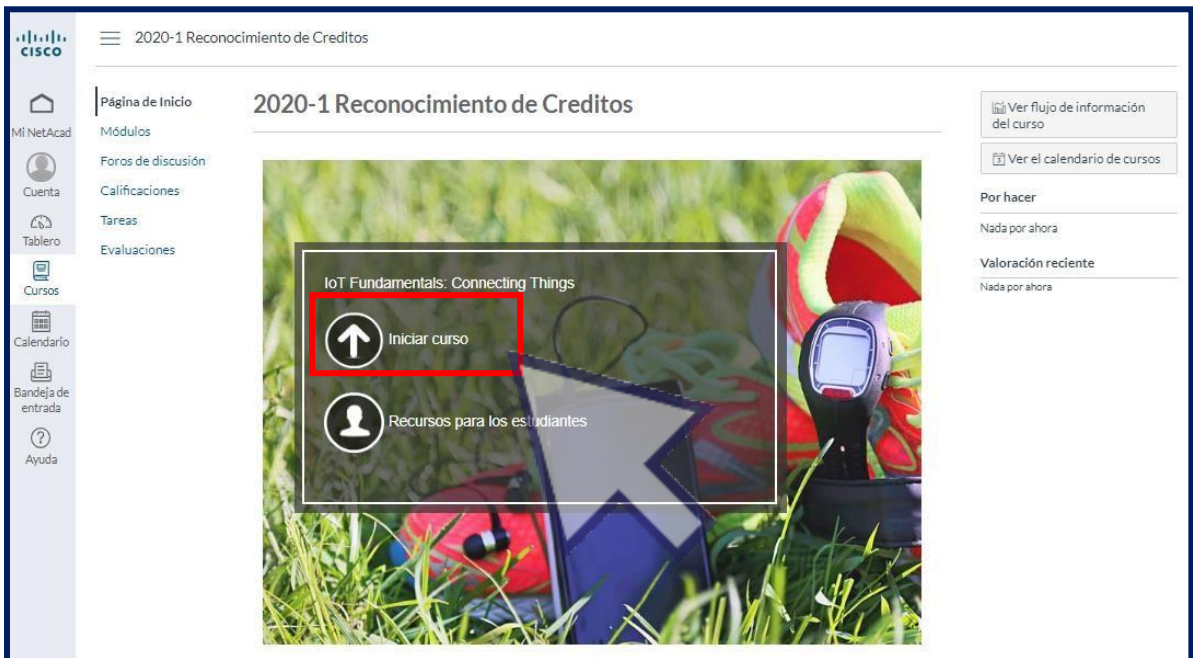 CISCO
2020-1 Reconocimiento de Creditos
Mi NetAcad
Cuenta
Tablero
Cursos
Calendario
Bandeja de
entrada
Ayuda
Página de Inicio
Módulos
Foros de discusión
Calificaciones
Tareas
Evaluaciones
2020-1 Reconocimiento de Creditos
IoT Fundamentals: Connecting Things
Iniciar curso
Recursos para los estudiantes
Ver flujo de información
del curso
Ver el calendario de cursos
Por hacer
Nada por ahora
Valoración reciente
Nada por ahora